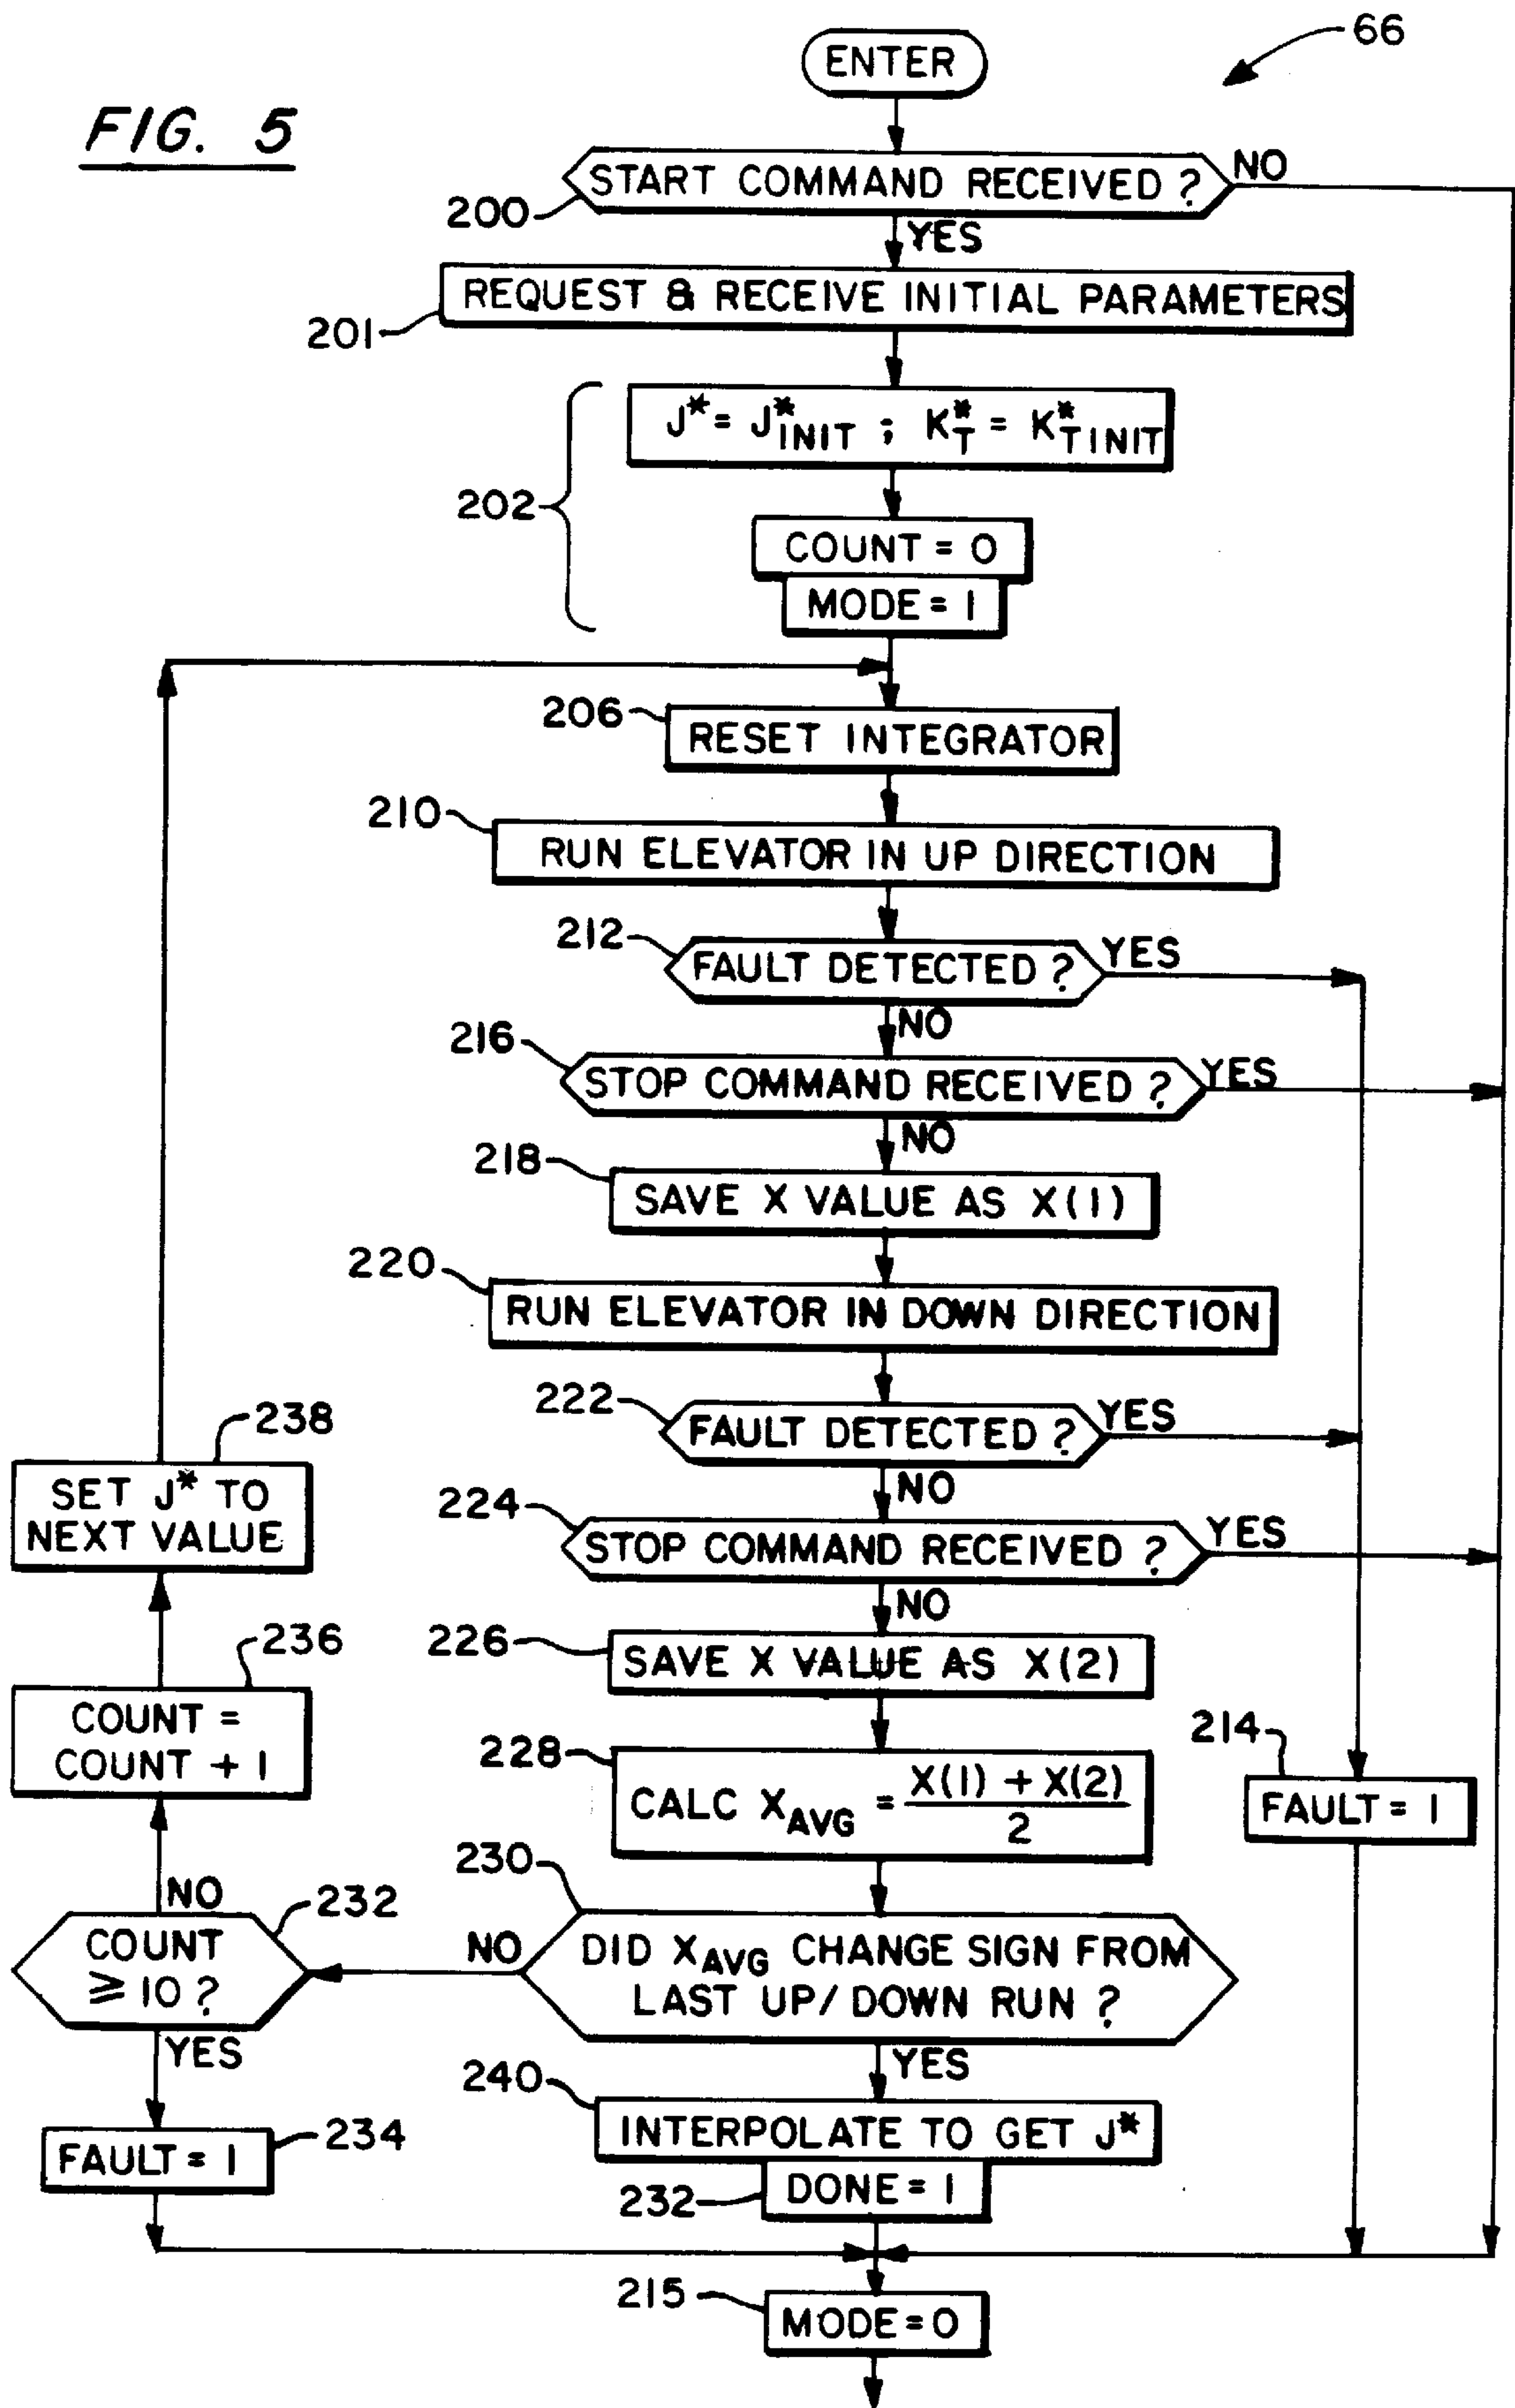 FIG. 5
66
ENTER
START COMMAND RECEIVED ?
NO
200
YES
REQUEST & RECEIVE INITIAL PARAMETERS
201
J* = J*INIT ; K*T = K*T INIT
202
COUNT = 0
MODE = 1
206
RESET INTEGRATOR
210
RUN ELEVATOR IN UP DIRECTION
212
FAULT DETECTED ?
YES
NO
216
STOP COMMAND RECEIVED ?
YES
NO
218
SAVE X VALUE AS X(1)
220
RUN ELEVATOR IN DOWN DIRECTION
222
FAULT DETECTED ?
YES
NO
224
STOP COMMAND RECEIVED ?
YES
NO
226
SAVE X VALUE AS X(2)
228
CALC XAVG = X(1) + X(2)
2
214
FAULT = 1
230
DID XAVG CHANGE SIGN FROM
LAST UP/DOWN RUN ?
NO
YES
232
COUNT
≥ 10 ?
NO
YES
236
COUNT =
COUNT + 1
238
SET J* TO
NEXT VALUE
FAULT = 1
234
240
INTERPOLATE TO GET J*
232
DONE = 1
215
MODE = 0